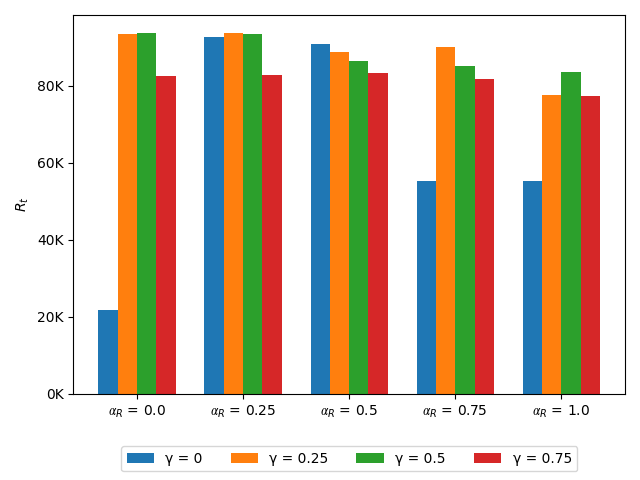 80K
60K
40K
20K
0K
R_t
α_R = 0.0 α_R = 0.25 α_R = 0.5 α_R = 0.75 α_R = 1.0
γ = 0 γ = 0.25 γ = 0.5 γ = 0.75